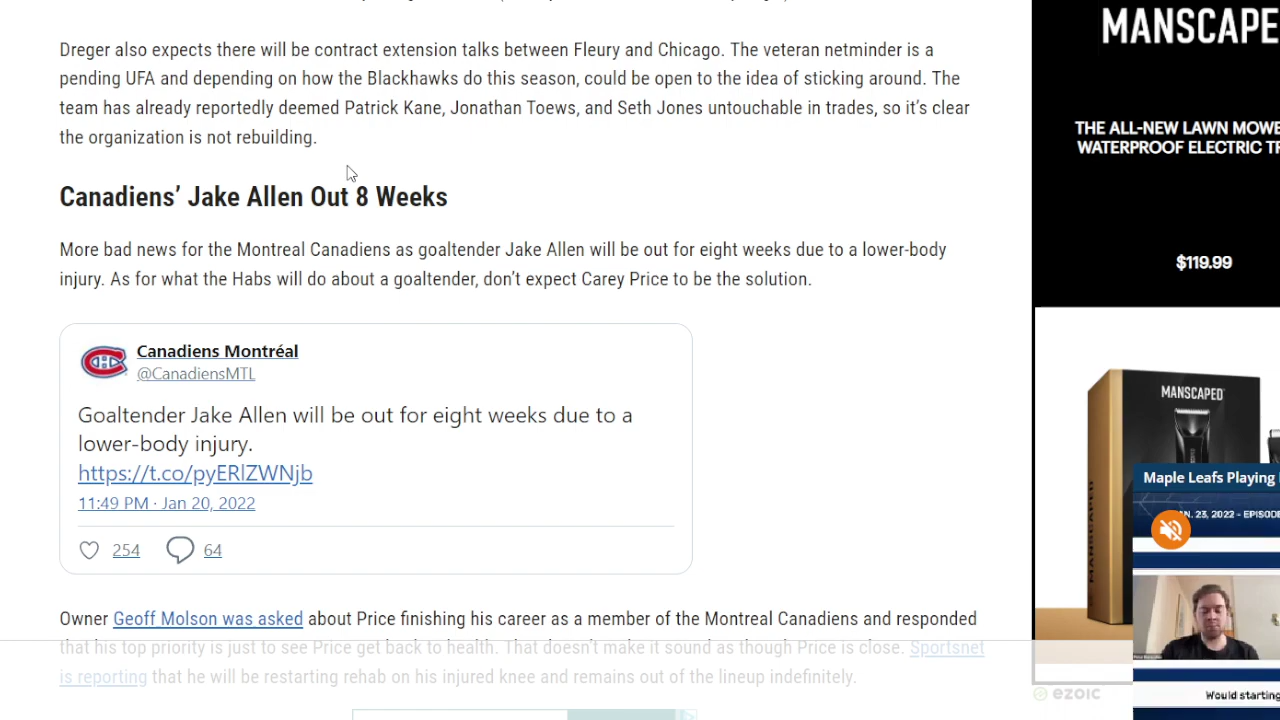 Dreger also expects there will be contract extension talks between Fleury and Chicago. The veteran netminder is a
pending UFA and depending on how the Blackhawks do this season, could be open to the idea of sticking around. The
team has already reportedly deemed Patrick Kane, Jonathan Toews, and Seth Jones untouchable in trades, so it's clear
the organization is not rebuilding.
Canadiens' Jake Allen Out 8 Weeks
More bad news for the Montreal Canadiens as goaltender Jake Allen will be out for eight weeks due to a lower-body
injury. As for what the Habs will do about a goaltender, don't expect Carey Price to be the solution.
Canadiens Montréal
@CanadiensMTL
Goaltender Jake Allen will be out for eight weeks due to a
lower-body injury.
https://t.co/pyERlZWNjb
11:49 PM · Jan 20, 2022
254 64
Owner Geoff Molson was asked about Price finishing his career as a member of the Montreal Canadiens and responded
that his top priority is just to see Price get back to health. That doesn't make it sound as though Price is close. Sportsnet
is reporting that he will be restarting rehab on his injured knee and remains out of the lineup indefinitely.
MANSCAPE
THE ALL-NEW LAWN MOWE
WATERPROOF ELECTRIC TR
$119.99
MANSCAPED
MANSCAPED
Maple Leafs Playing
AN. 23, 2022 - EPISODE
Would starting
ezoic